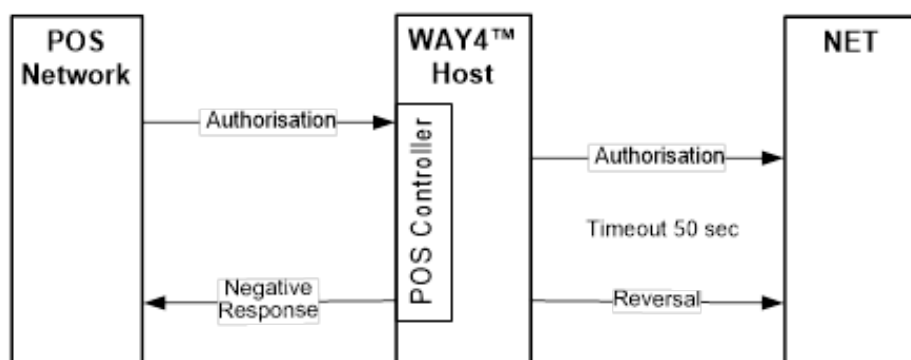 POS
Network
WAY4™
Host
NET
Authorisation
POS Controller
Authorisation
Timeout 50 sec
Negative
Response
Reversal